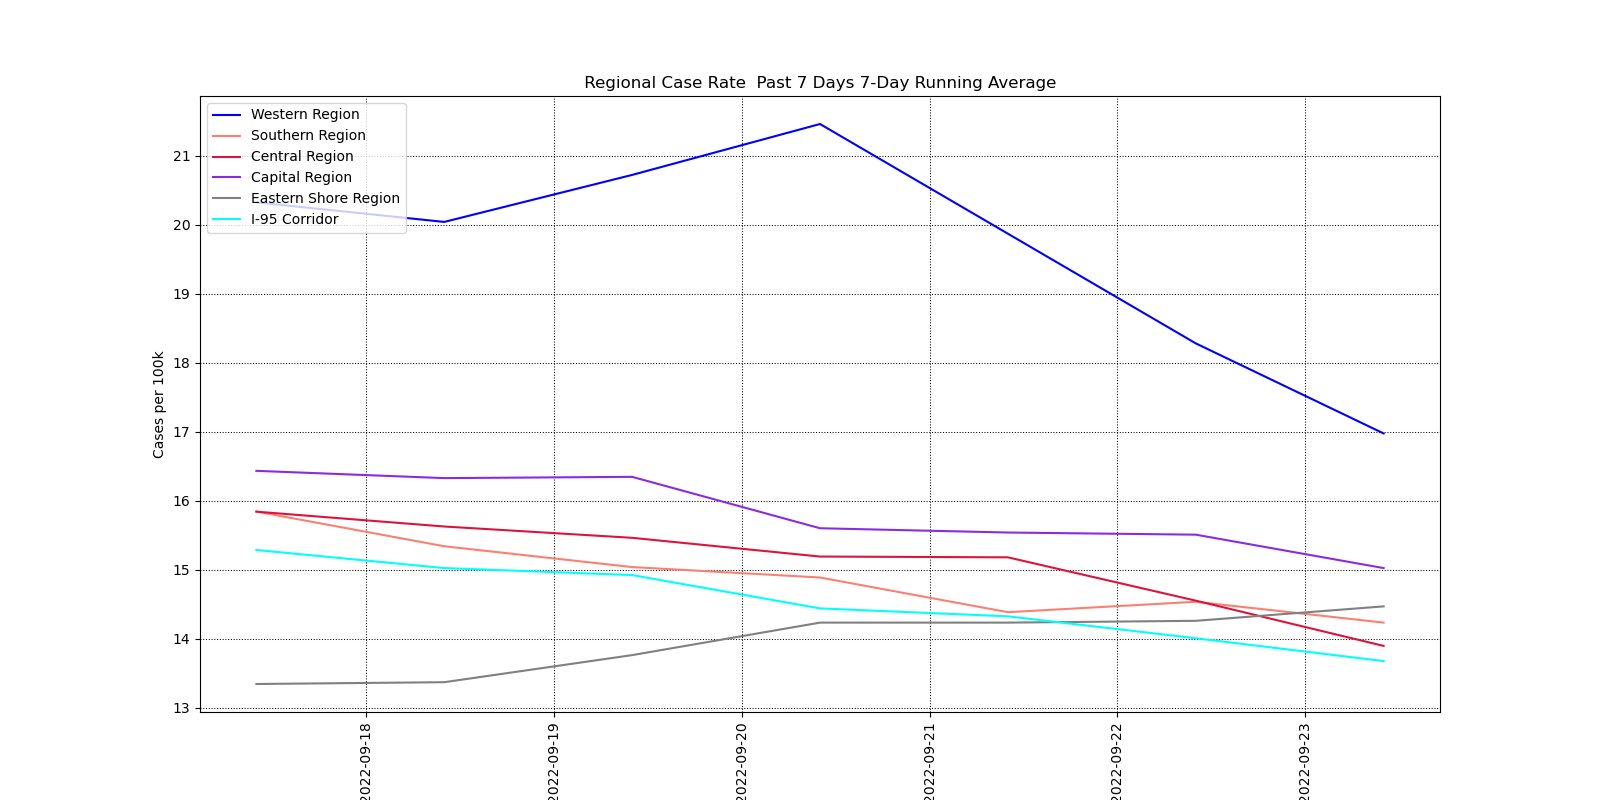 Regional Case Rate  Past 7 Days 7-Day Running Average
Western Region
Southern Region
Central Region
Capital Region
Eastern Shore Region
I-95 Corridor
Cases per 100k
21
20
19
18
17
16
15
14
13
2022-09-18
2022-09-19
2022-09-20
2022-09-21
2022-09-22
2022-09-23